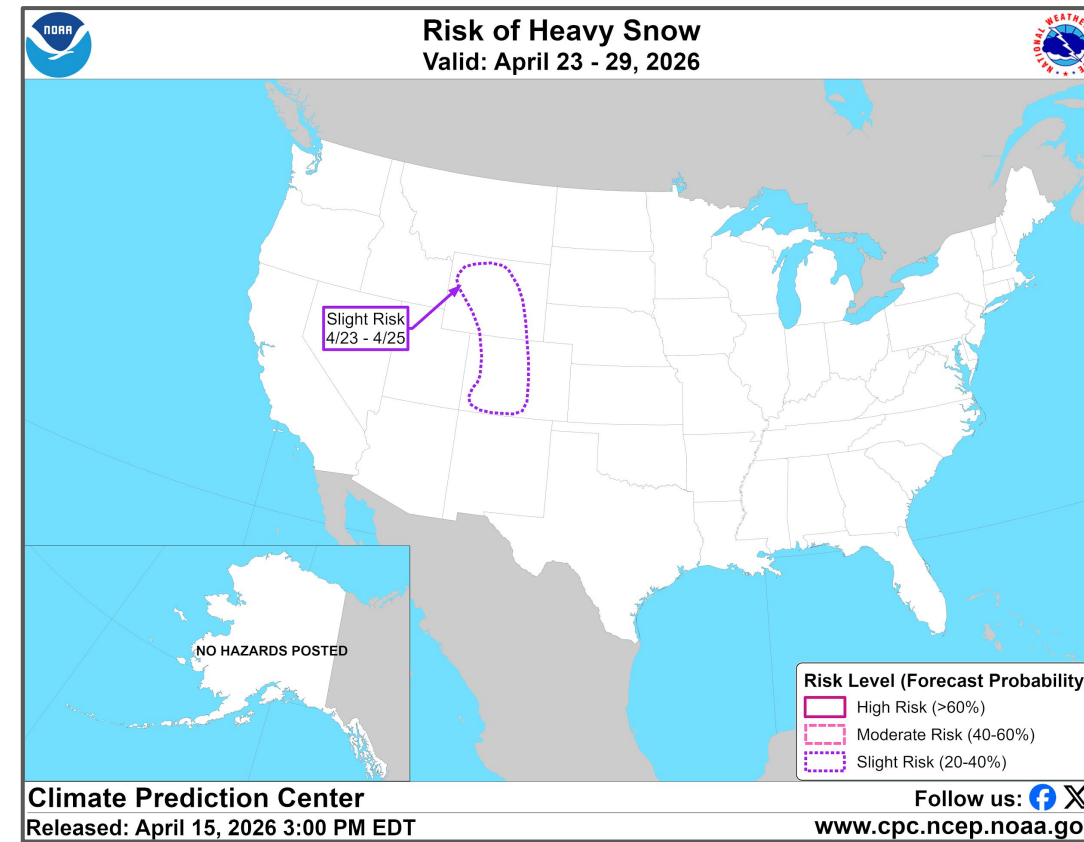 NOAA
Risk of Heavy Snow
Valid: April 23 - 29, 2026
NATIONAL WEATHE
Slight Risk
4/23 - 4/25
NO HAZARDS POSTED
Risk Level (Forecast Probability
High Risk (>60%)
Moderate Risk (40-60%)
Slight Risk (20-40%)
Climate Prediction Center
Follow us:
Released: April 15, 2026 3:00 PM EDT
www.cpc.ncep.noaa.go